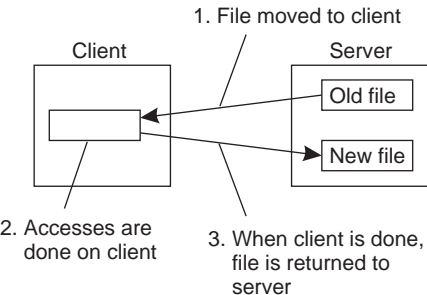 1. File moved to client
Client
Server
Old file
New file
2. Accesses are
done on client
3. When client is done,
file is returned to
server